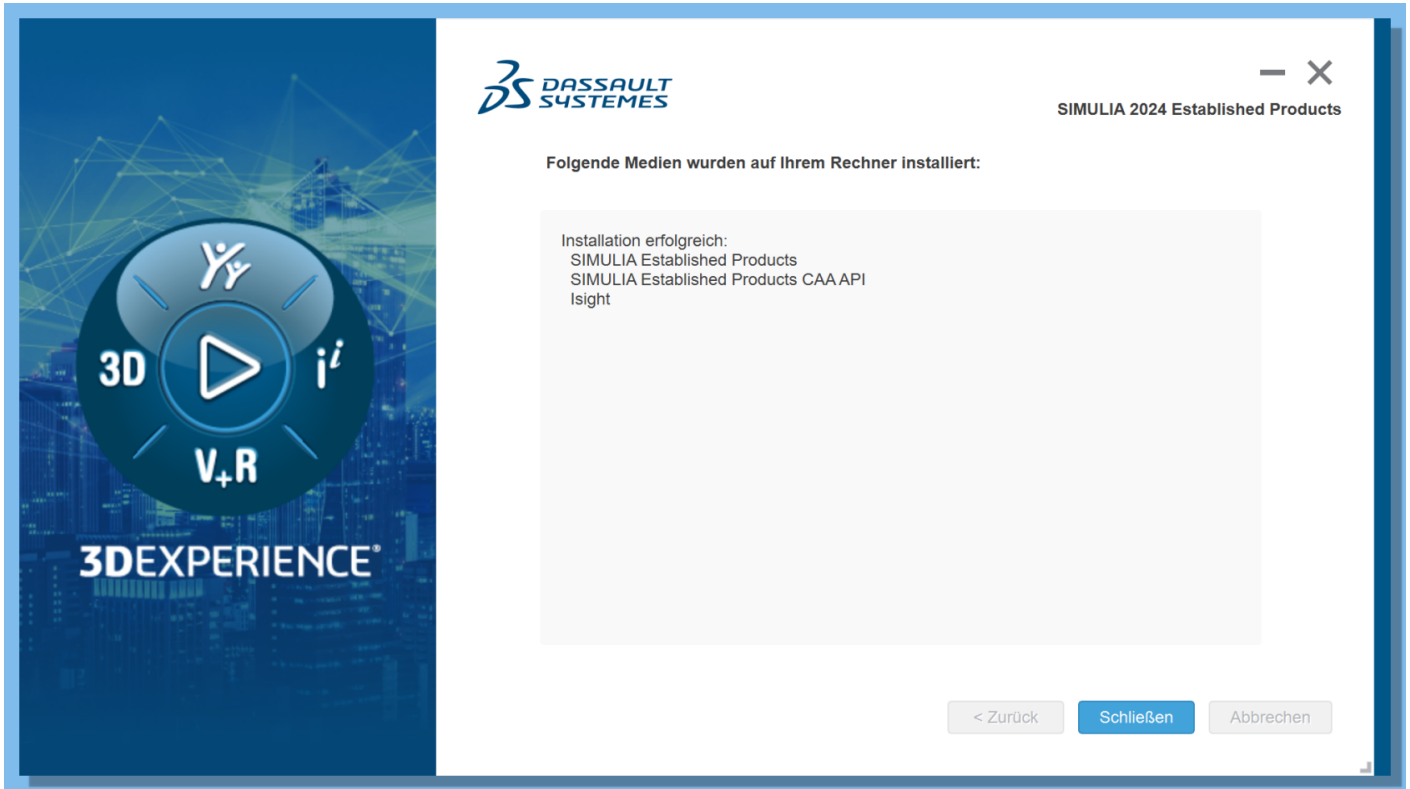 DASSAULT
SYSTEMES
SIMULIA 2024 Established Products
Folgende Medien wurden auf Ihrem Rechner installiert:
Installation erfolgreich:
SIMULIA Established Products
SIMULIA Established Products CAA API
Isight
3D
i i
V+R
3DEXPERIENCE®
< Zurück
Schließen
Abbrechen